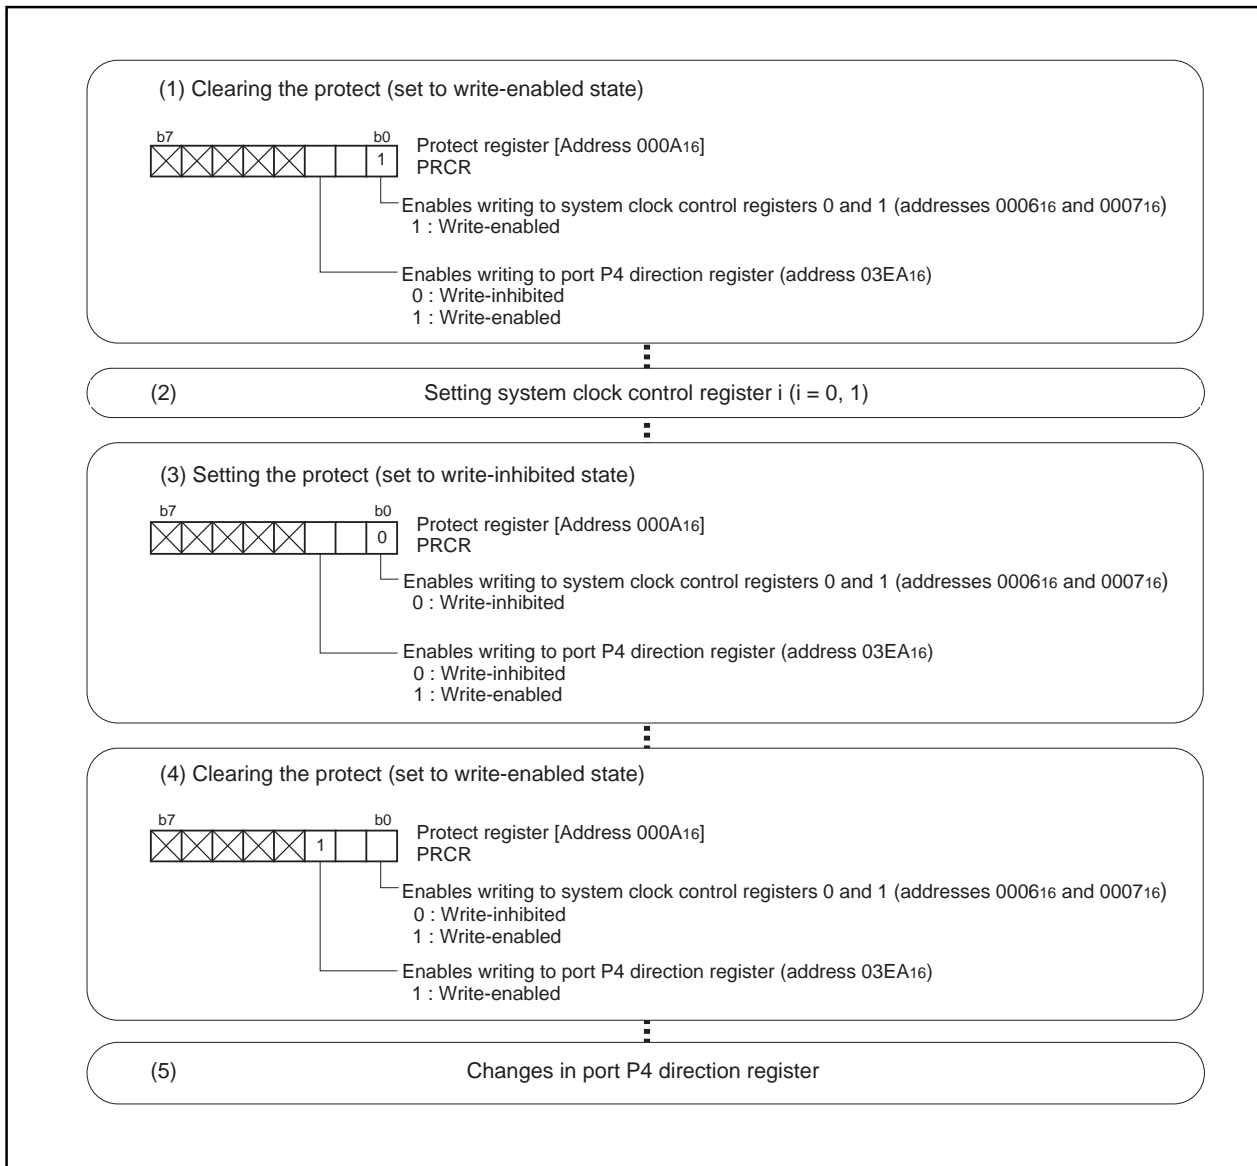 (1) Clearing the protect (set to write-enabled state)
b7 b0
1
Protect register [Address 000A16]
PRCR
Enables writing to system clock control registers 0 and 1 (addresses 000616 and 000716)
1 : Write-enabled
Enables writing to port P4 direction register (address 03EA16)
0 : Write-inhibited
1 : Write-enabled
(2) Setting system clock control register i (i = 0, 1)
(3) Setting the protect (set to write-inhibited state)
b7 b0
0
Protect register [Address 000A16]
PRCR
Enables writing to system clock control registers 0 and 1 (addresses 000616 and 000716)
0 : Write-inhibited
Enables writing to port P4 direction register (address 03EA16)
0 : Write-inhibited
1 : Write-enabled
(4) Clearing the protect (set to write-enabled state)
b7 b0
1
Protect register [Address 000A16]
PRCR
Enables writing to system clock control registers 0 and 1 (addresses 000616 and 000716)
0 : Write-inhibited
1 : Write-enabled
Enables writing to port P4 direction register (address 03EA16)
1 : Write-enabled
(5) Changes in port P4 direction register